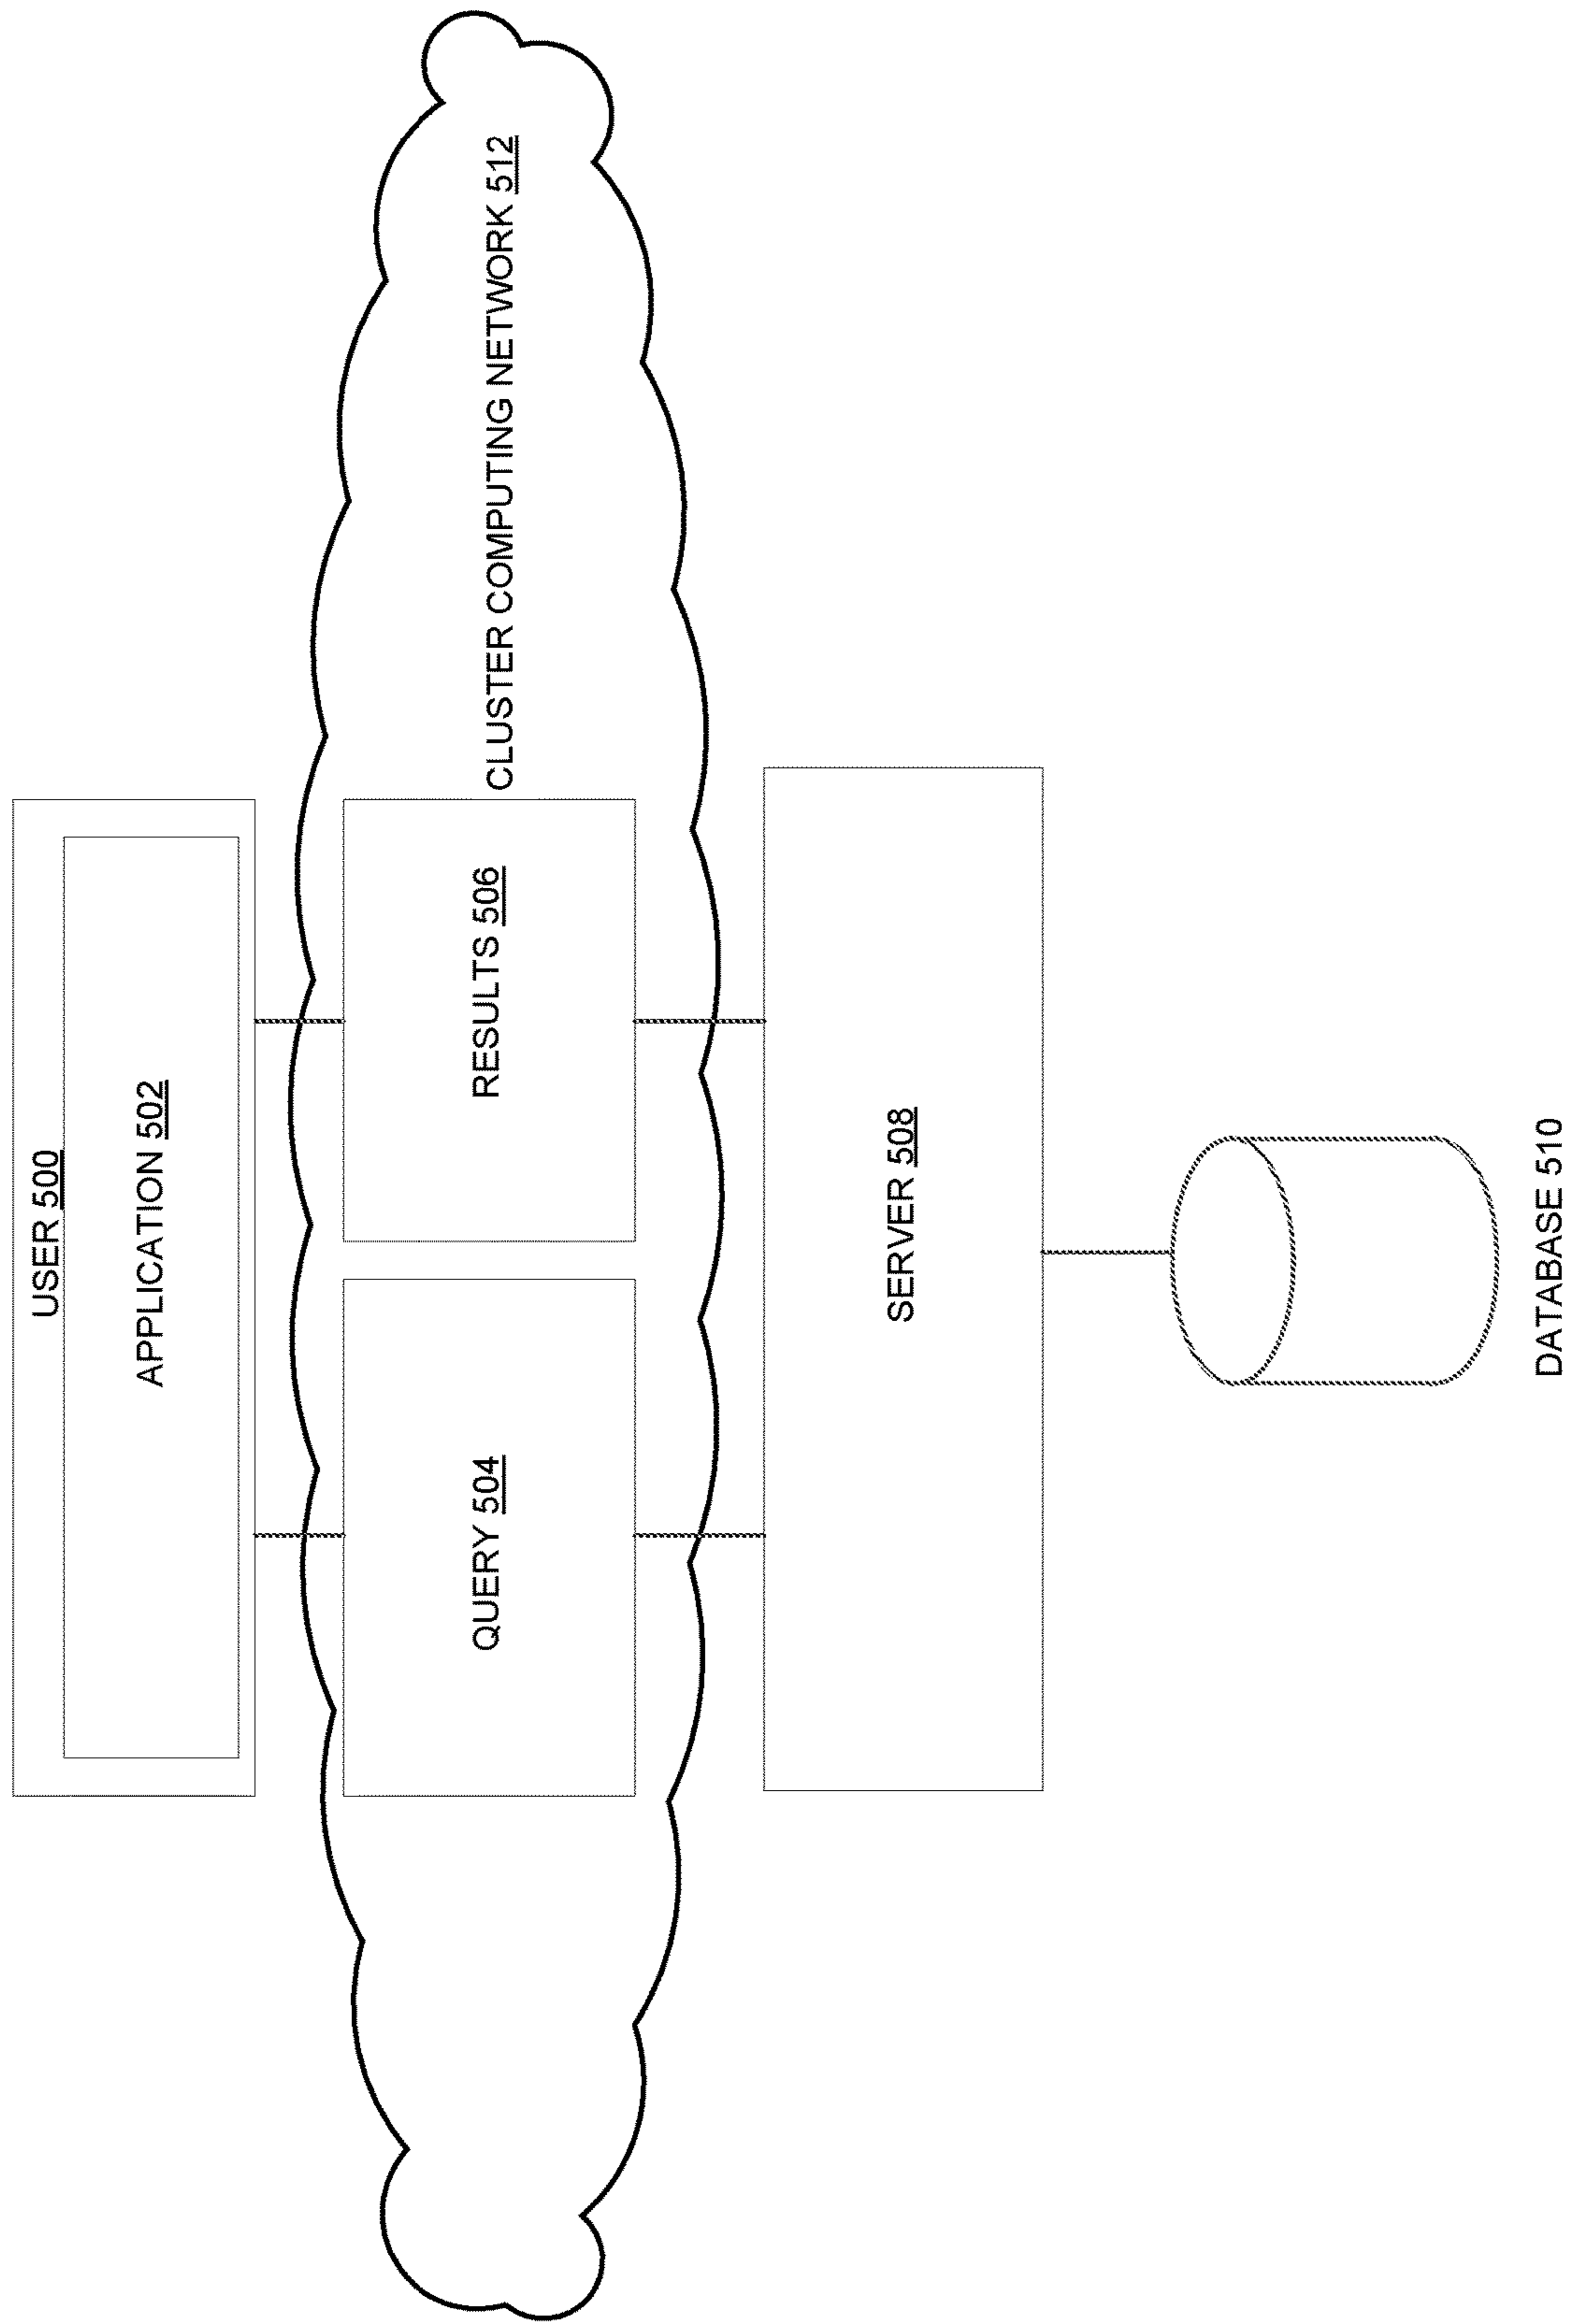 USER 500
APPLICATION 502
QUERY 504
RESULTS 506
CLUSTER COMPUTING NETWORK 512
SERVER 508
DATABASE 510